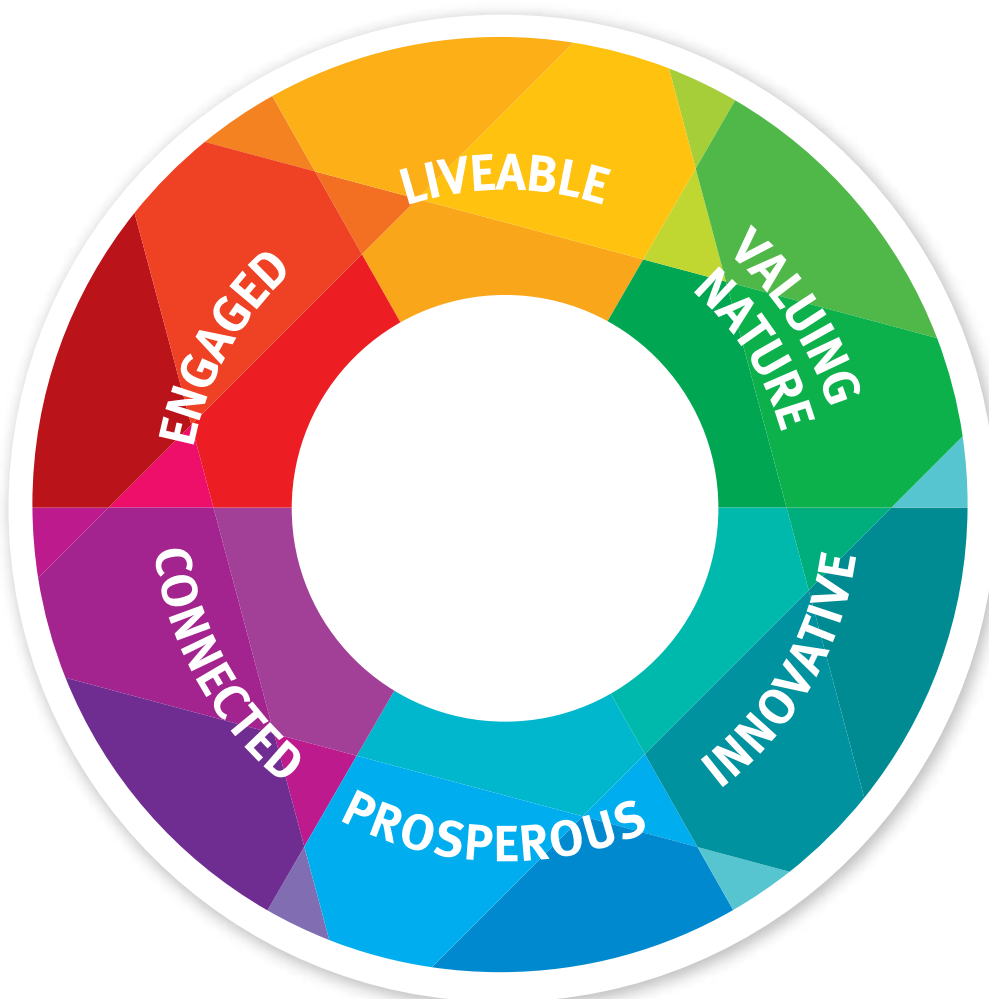 LIVEABLE
VALUING
NATURE
INNOVATIVE
PROSPEROUS
CONNECTED
ENGAGED